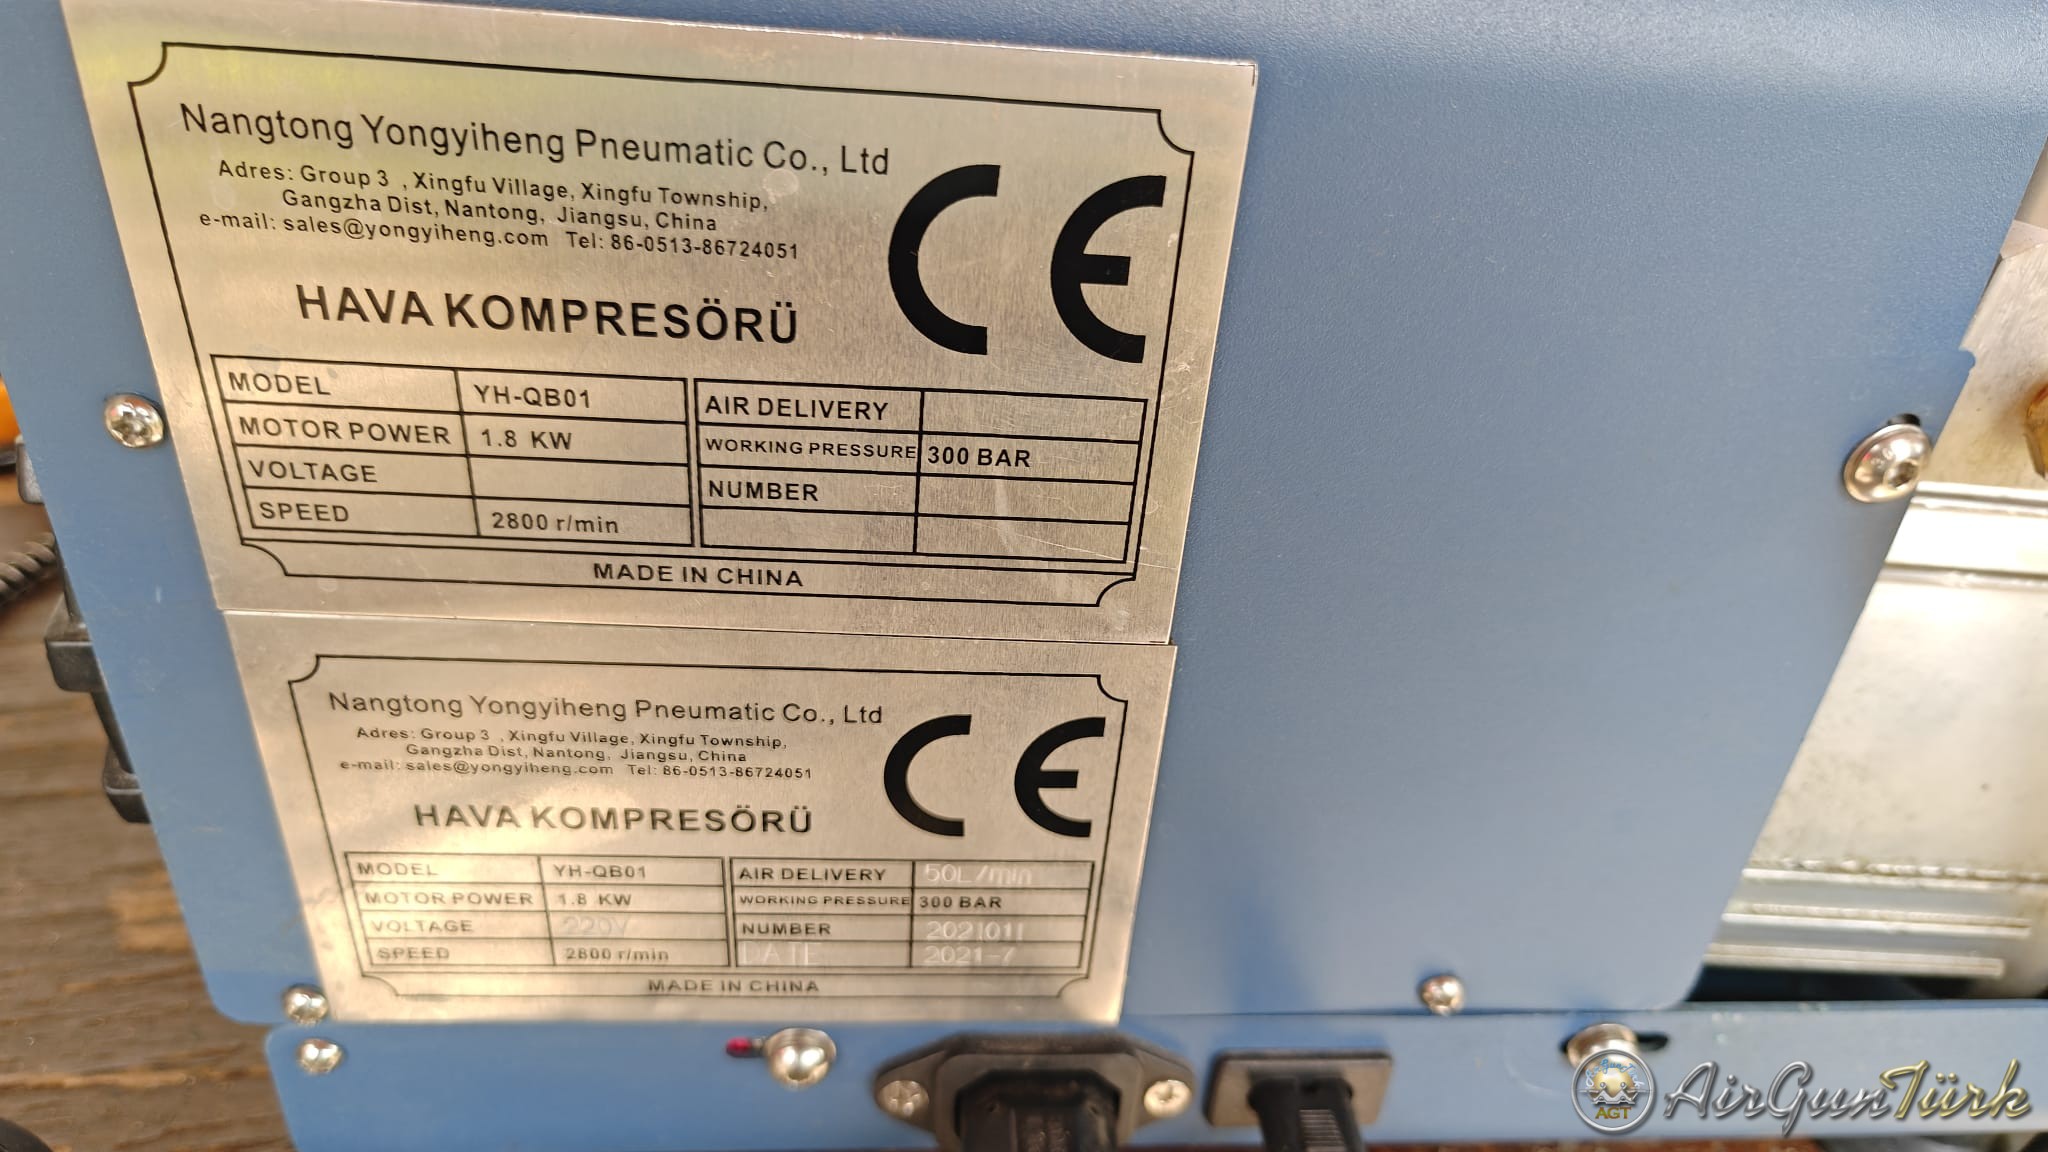 Nangtong Yongyiheng Pneumatic Co., Ltd
Adres: Group 3 , Xingfu Village, Xingfu Township,
Gangzha Dist, Nantong, Jiangsu, China
e-mail: sales@yongyiheng.com Tel: 86-0513-86724051
CE
HAVA KOMPRESÖRÜ
MODEL YH-QB01 AIR DELIVERY
MOTOR POWER 1.8 KW WORKING PRESSURE 300 BAR
VOLTAGE NUMBER
SPEED 2800 r/min
MADE IN CHINA
Nangtong Yongyiheng Pneumatic Co., Ltd
Adres: Group 3 , Xingfu Village, Xingfu Township,
Gangzha Dist, Nantong, Jiangsu, China
e-mail: sales@yongyiheng.com Tel: 86-0513-86724051
CE
HAVA KOMPRESÖRÜ
MODEL YH-QB01 AIR DELIVERY 50L/min
MOTOR POWER 1.8 KW WORKING PRESSURE 300 BAR
VOLTAGE 220V NUMBER 2021011
SPEED 2800 r/min DATE 2021-7
MADE IN CHINA
AGT AirGunTürk